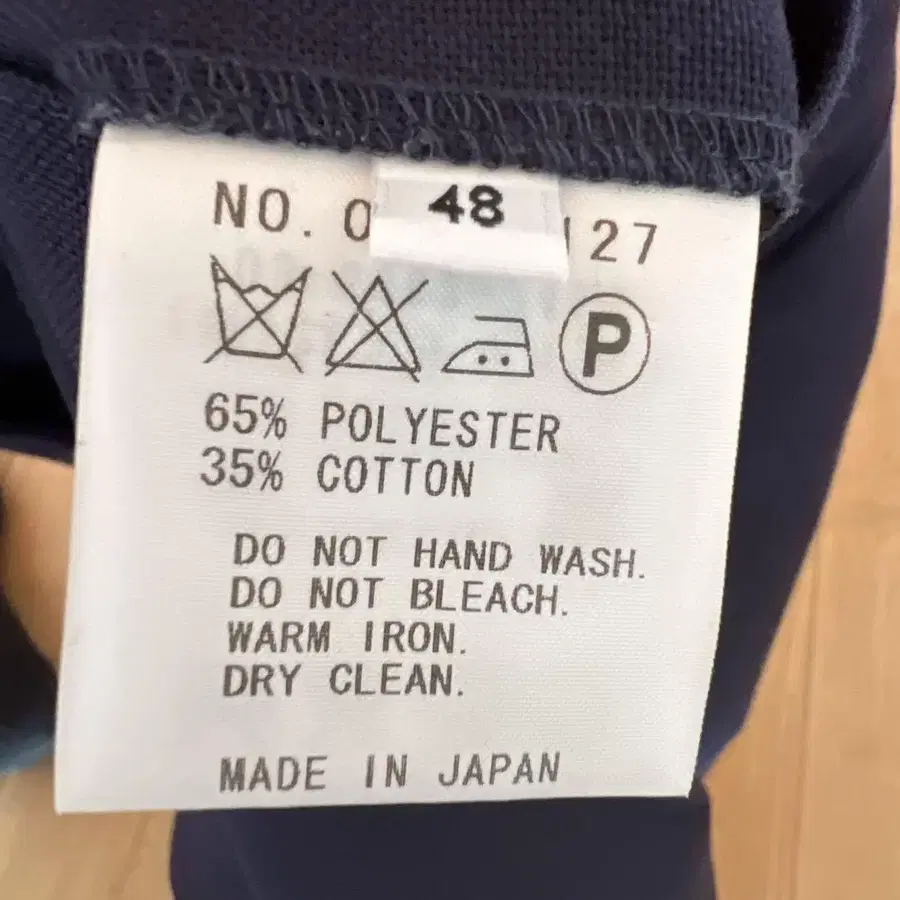 NO. 0 48 127
P
65% POLYESTER
35% COTTON
DO NOT HAND WASH.
DO NOT BLEACH.
WARM IRON.
DRY CLEAN.
MADE IN JAPAN